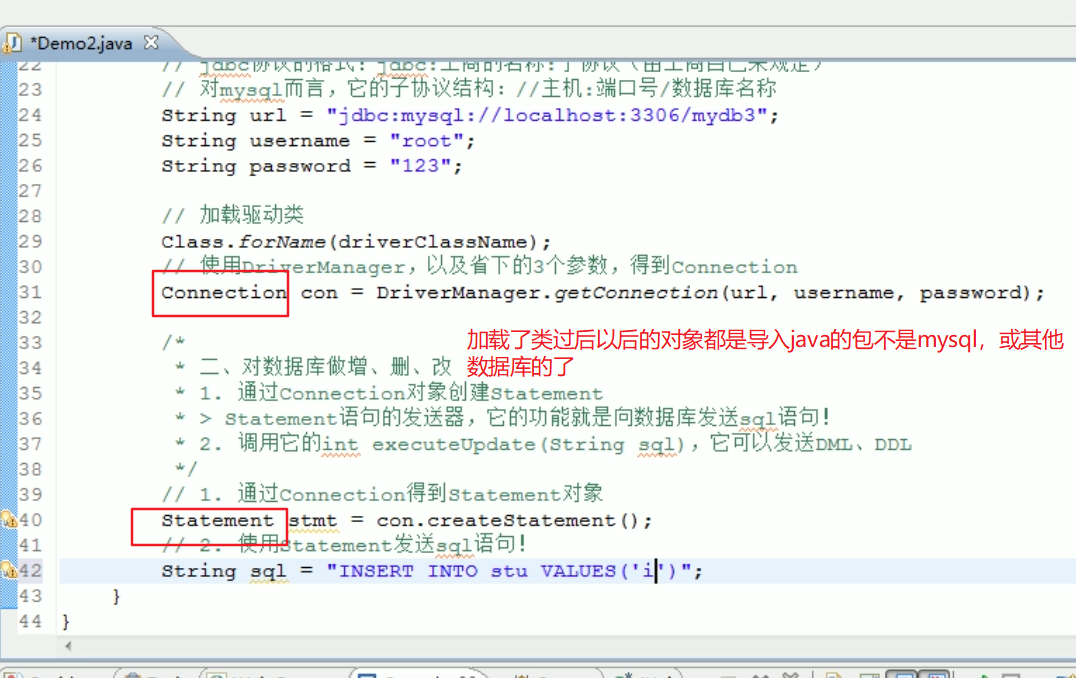 *Demo2.java
22 // jdbc协议的格式：jdbc:厂商的名称:子协议（由厂商自己来规定）
23 // 对mysql而言，它的子协议结构：//主机:端口号/数据库名称
24 String url = "jdbc:mysql://localhost:3306/mydb3";
25 String username = "root";
26 String password = "123";
27
28 // 加载驱动类
29 Class.forName(driverClassName);
30 // 使用DriverManager，以及省下的3个参数，得到Connection
31 Connection con = DriverManager.getConnection(url, username, password);
32
33 /*
加载了类过后以后的对象都是导入java的包不是mysql，或其他
数据库的了
34 * 二、对数据库做增、删、改
35 * 1. 通过Connection对象创建Statement
36 * > Statement语句的发送器，它的功能就是向数据库发送sql语句！
37 * 2. 调用它的int executeUpdate(String sql)，它可以发送DML、DDL
38 */
39 // 1. 通过Connection得到Statement对象
40 Statement stmt = con.createStatement();
41 // 2. 使用Statement发送sql语句！
42 String sql = "INSERT INTO stu VALUES('i')";
43 }
44 }